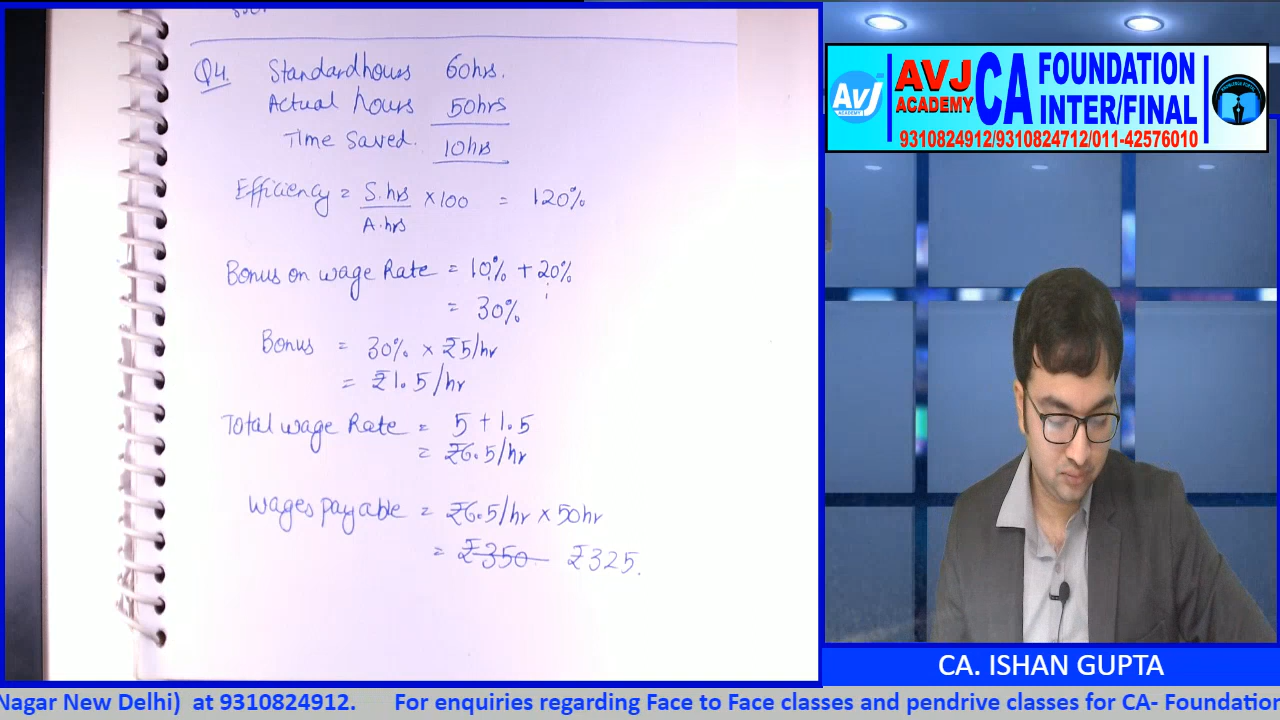 Q4. Standard hours 60hrs.
Actual hours 50hrs
Time Saved. 10hrs
Efficiency = S.hrs / A.hrs × 100 = 120%
Bonus on wage Rate = 10% + 20%
= 30%
Bonus = 30% × ₹5/hr
= ₹1.5/hr
Total wage Rate = 5 + 1.5
= ₹6.5/hr
Wages payable = ₹6.5/hr × 50hr
= ₹350 ₹325.
AVJ ACADEMY
AVJ
ACADEMY
CA
FOUNDATION
INTER/FINAL
9310824912/9310824712/011-42576010
CA. ISHAN GUPTA
Nagar New Delhi) at 9310824912. For enquiries regarding Face to Face classes and pendrive classes for CA- Foundation